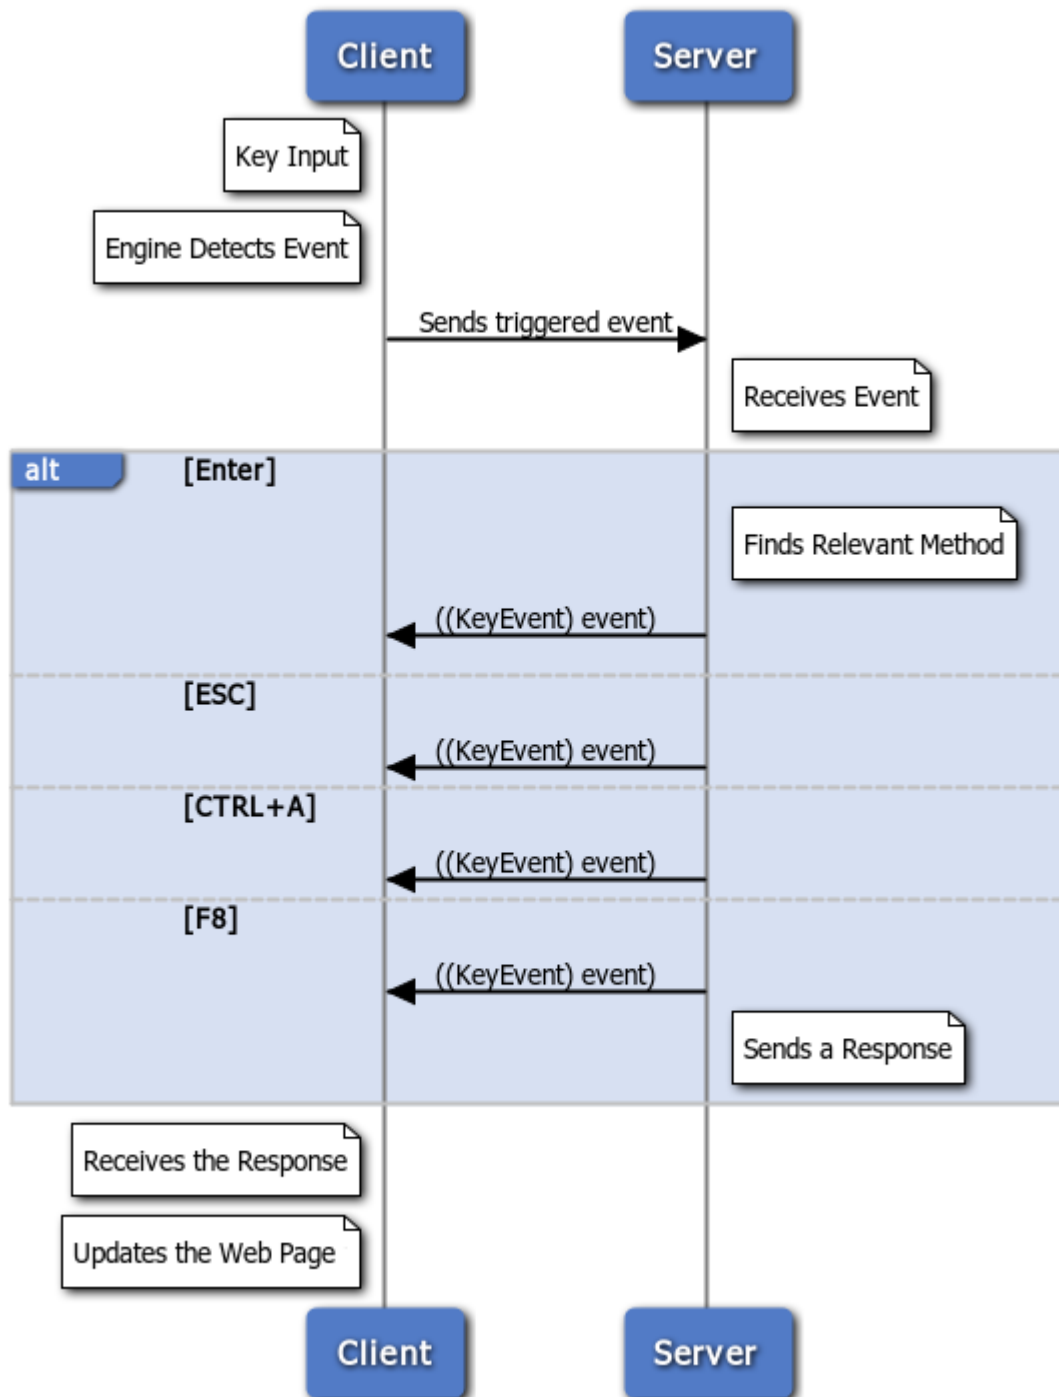 Client
Server
Key Input
Engine Detects Event
Sends triggered event
Receives Event
alt
[Enter]
Finds Relevant Method
((KeyEvent) event)
[ESC]
((KeyEvent) event)
[CTRL+A]
((KeyEvent) event)
[F8]
((KeyEvent) event)
Sends a Response
Receives the Response
Updates the Web Page
Client
Server